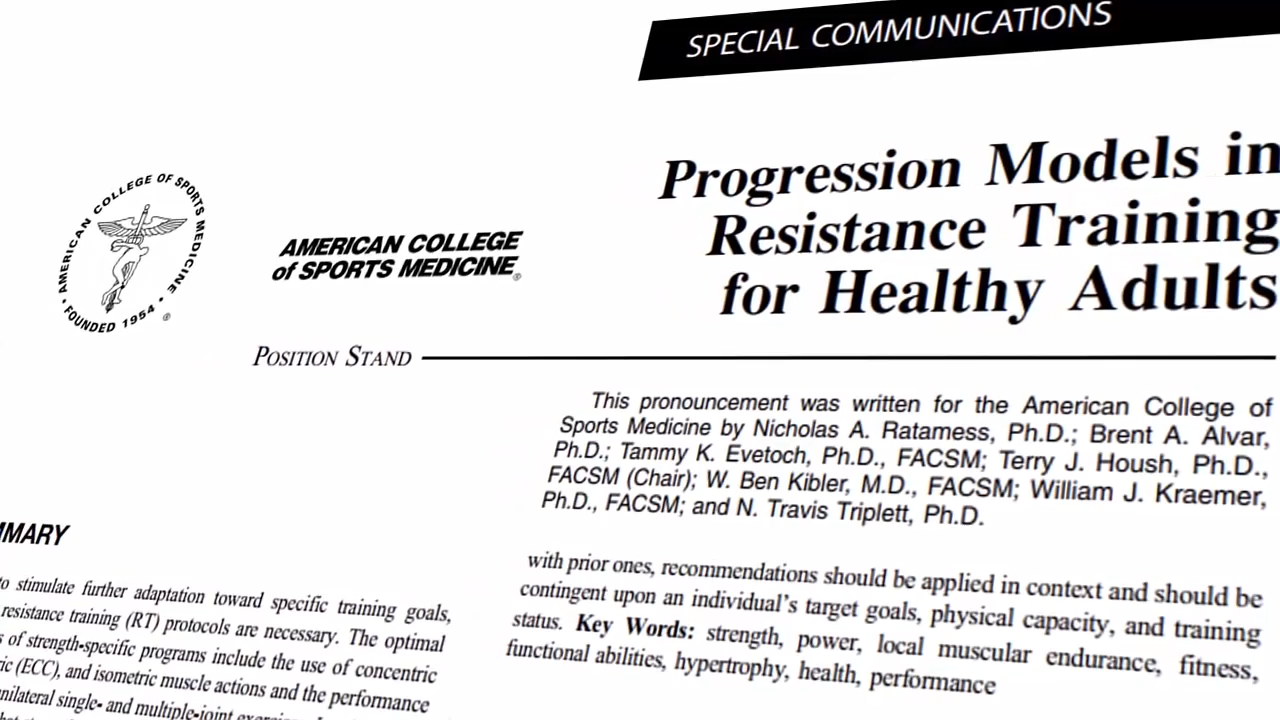 SPECIAL COMMUNICATIONS
AMERICAN COLLEGE OF SPORTS MEDICINE
• FOUNDED 1954 •
®
AMERICAN COLLEGE
of SPORTS MEDICINE®
Progression Models in
Resistance Training
for Healthy Adults
POSITION STAND
This pronouncement was written for the American College of
Sports Medicine by Nicholas A. Ratamess, Ph.D.; Brent A. Alvar,
Ph.D.; Tammy K. Evetoch, Ph.D., FACSM; Terry J. Housh, Ph.D.,
FACSM (Chair); W. Ben Kibler, M.D., FACSM; William J. Kraemer,
Ph.D., FACSM; and N. Travis Triplett, Ph.D.
MMARY
to stimulate further adaptation toward specific training goals,
resistance training (RT) protocols are necessary. The optimal
s of strength-specific programs include the use of concentric
ric (ECC), and isometric muscle actions and the performance
nilateral single- and multiple-joint
with prior ones, recommendations should be applied in context and should be
contingent upon an individual's target goals, physical capacity, and training
status. Key Words: strength, power, local muscular endurance, fitness,
functional abilities, hypertrophy, health, performance